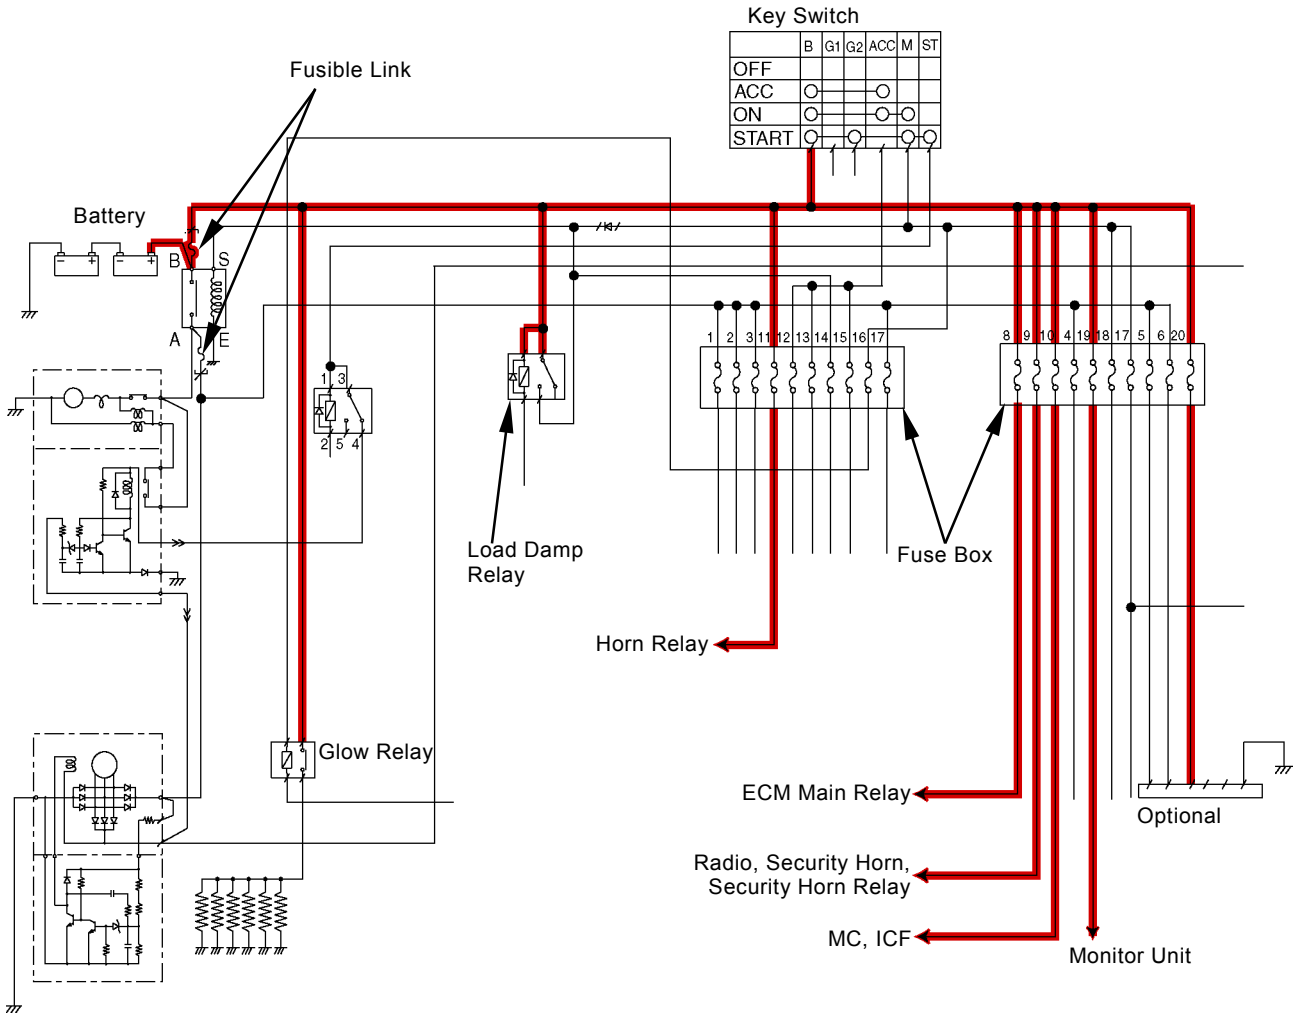 Key Switch
B G1 G2 ACC M ST
OFF
ACC
ON
START
Fusible Link
Battery
- + - +
B S
A E
1 3
2 5 4
1 2 3 11 12 13 14 15 16 17
8 9 10 4 19 18 17 5 6 20
Load Damp
Relay
Fuse Box
Horn Relay
Glow Relay
ECM Main Relay
Optional
Radio, Security Horn,
Security Horn Relay
MC, ICF
Monitor Unit